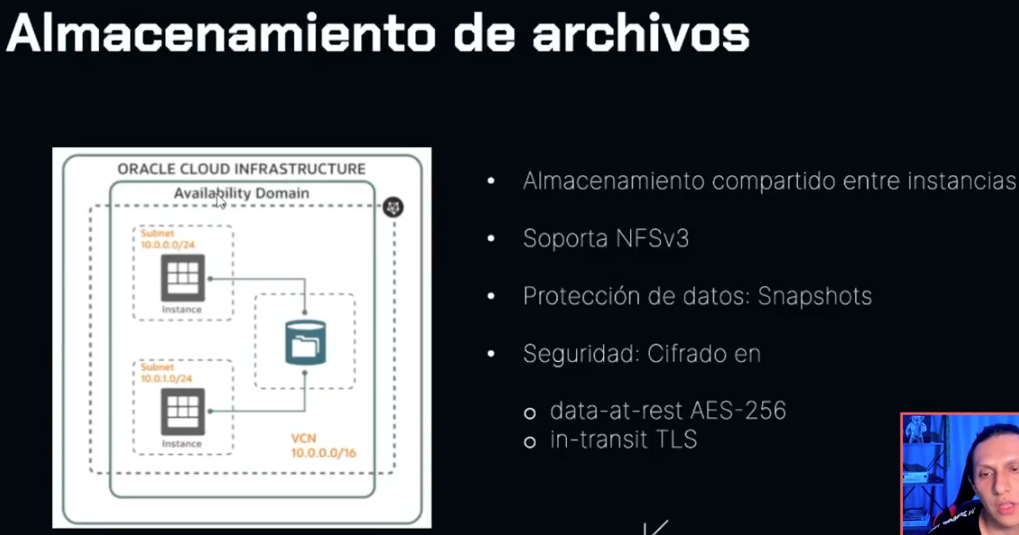 Almacenamiento de archivos
ORACLE CLOUD INFRASTRUCTURE
Availability Domain
Subnet
10.0.0.0/24
Instance
Subnet
10.0.1.0/24
Instance
VCN
10.0.0.0/16
• Almacenamiento compartido entre instancias
• Soporta NFSv3
• Protección de datos: Snapshots
• Seguridad: Cifrado en
o data-at-rest AES-256
o in-transit TLS